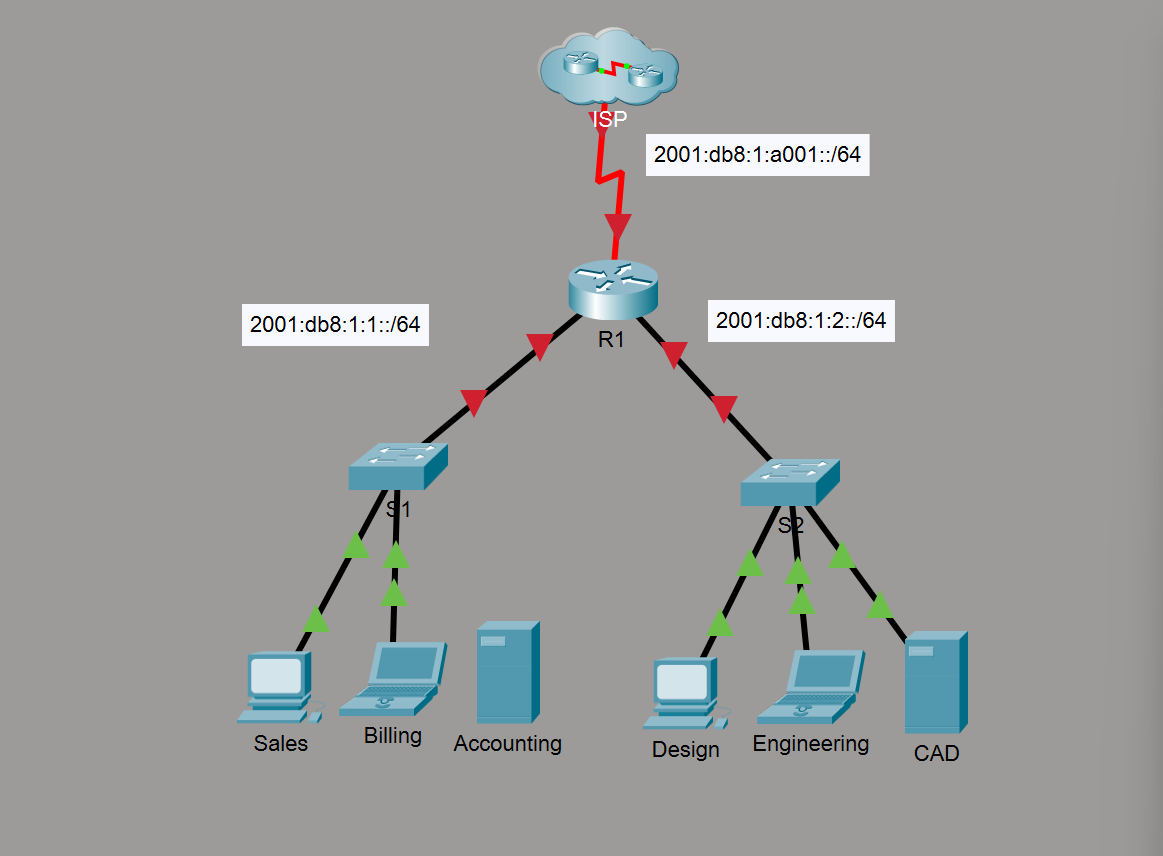 ISP
2001:db8:1:a001::/64
2001:db8:1:1::/64
2001:db8:1:2::/64
R1
S1
S2
Sales
Billing
Accounting
Design
Engineering
CAD